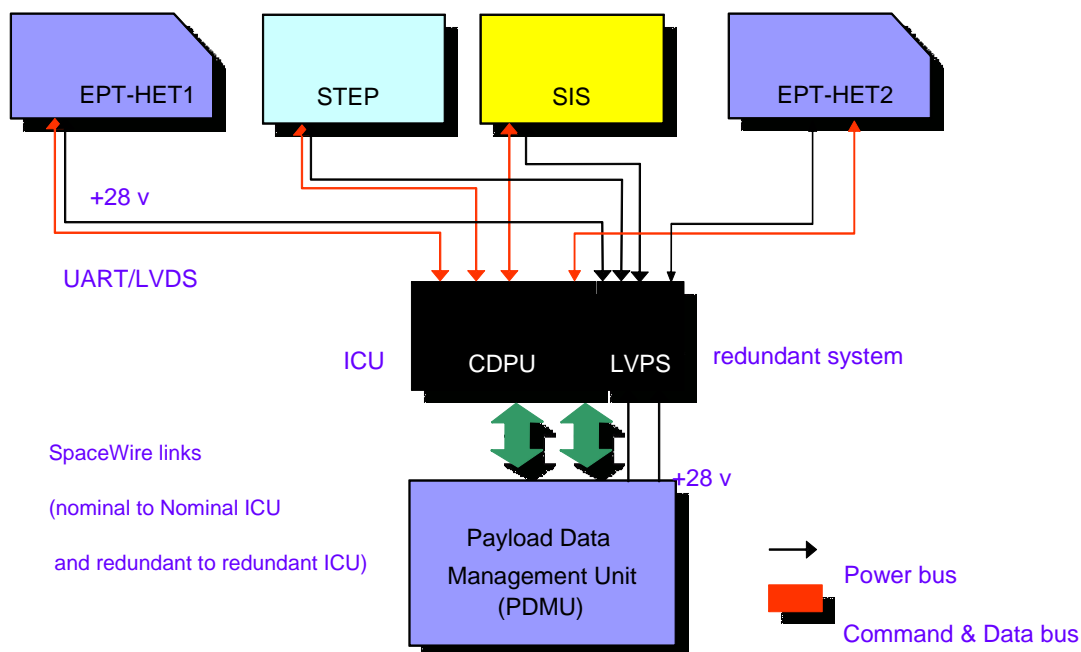 EPT-HET1
STEP
SIS
EPT-HET2
+28 v
UART/LVDS
ICU
CDPU
LVPS
redundant system
SpaceWire links
(nominal to Nominal ICU
and redundant to redundant ICU)
+28 v
Payload Data
Management Unit
(PDMU)
Power bus
Command & Data bus